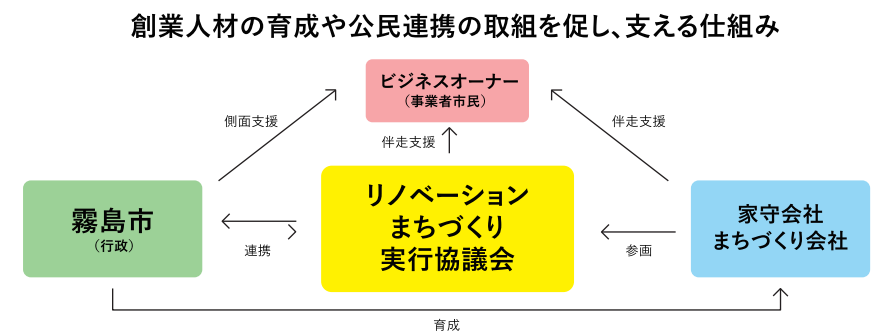 創業人材の育成や公民連携の取組を促し、支える仕組み
ビジネスオーナー
（事業者市民）
側面支援
伴走支援
伴走支援
霧島市
（行政）
リノベーション
まちづくり
実行協議会
家守会社
まちづくり会社
連携
参画
育成